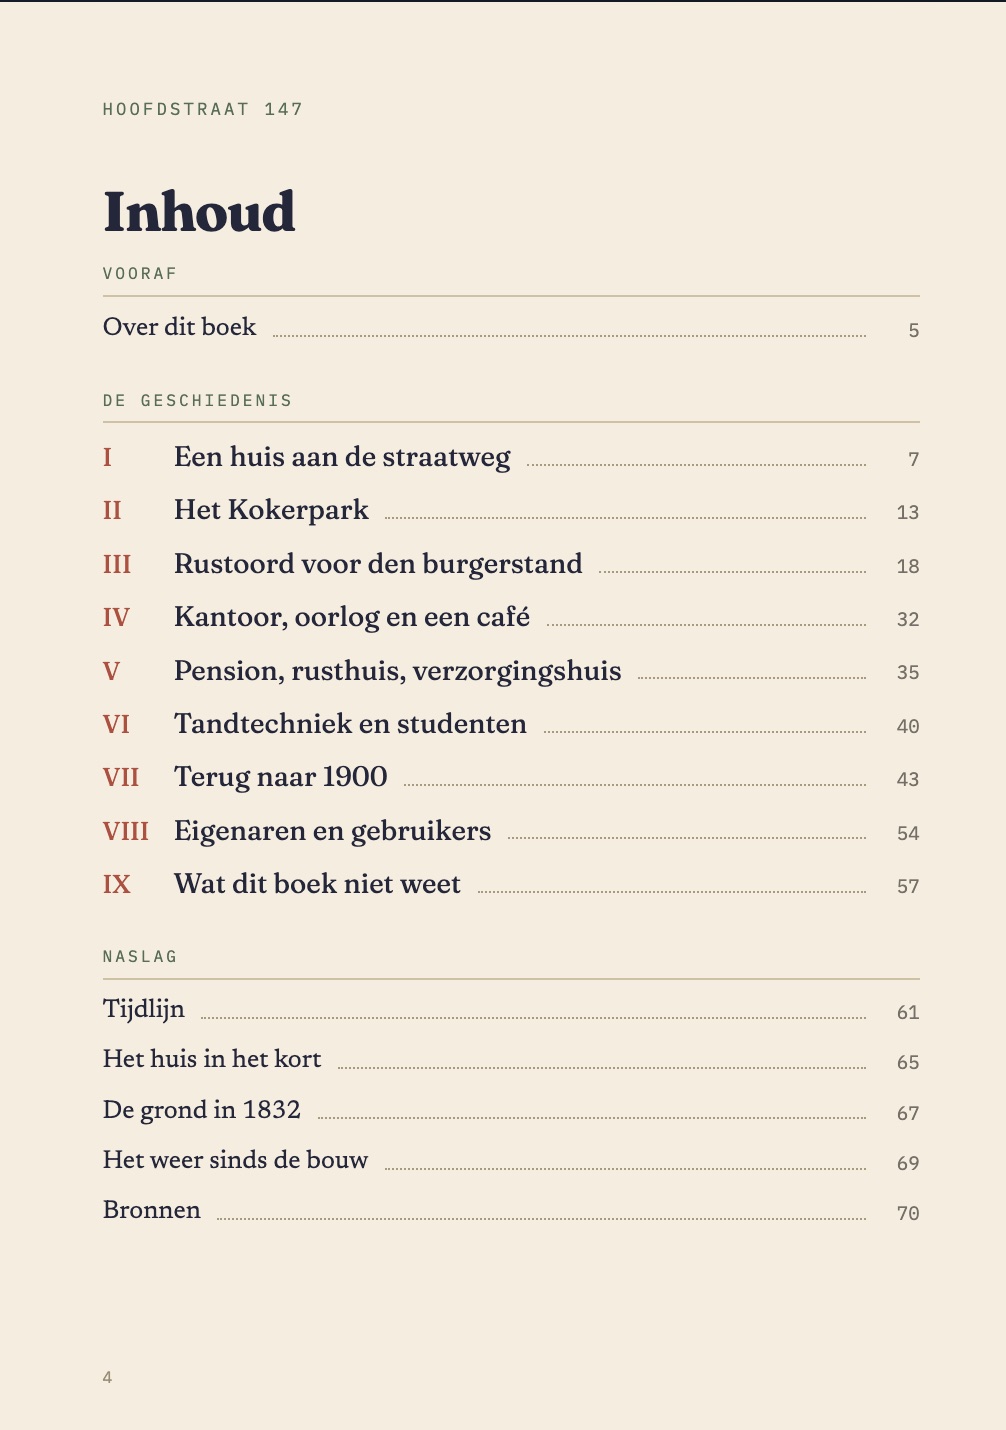 HOOFDSTRAAT 147
Inhoud
VOORAF
Over dit boek 5
DE GESCHIEDENIS
I Een huis aan de straatweg 7
II Het Kokerpark 13
III Rustoord voor den burgerstand 18
IV Kantoor, oorlog en een café 32
V Pension, rusthuis, verzorgingshuis 35
VI Tandtechniek en studenten 40
VII Terug naar 1900 43
VIII Eigenaren en gebruikers 54
IX Wat dit boek niet weet 57
NASLAG
Tijdlijn 61
Het huis in het kort 65
De grond in 1832 67
Het weer sinds de bouw 69
Bronnen 70
4